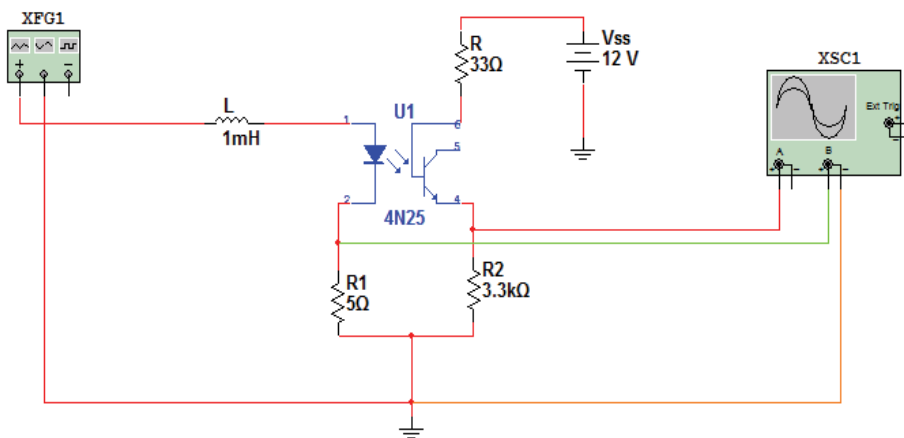 XFG1
+
−
L
1mH
R
33Ω
Vss
12 V
U1
1
2
6
5
4
4N25
R1
5Ω
R2
3.3kΩ
XSC1
Ext Trig
+
−
A
B
+
−
+
−